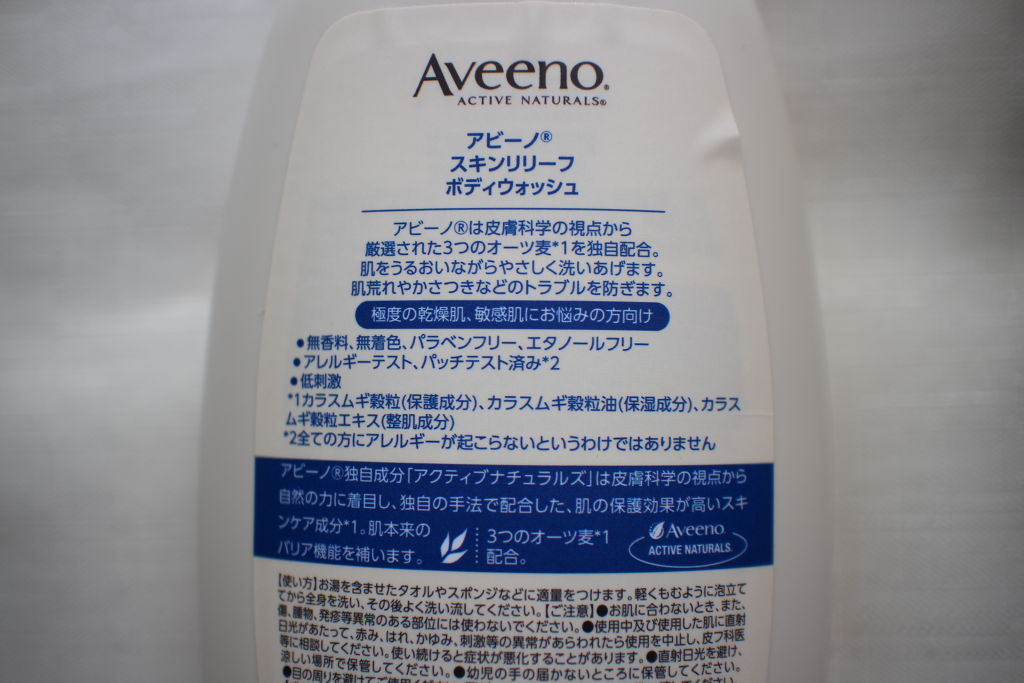 Aveeno®
ACTIVE NATURALS®
アビーノ®
スキンリリーフ
ボディウォッシュ
アビーノ®は皮膚科学の視点から
厳選された3つのオーツ麦*1を独自配合。
肌をうるおいながらやさしく洗いあげます。
肌荒れやかさつきなどのトラブルを防ぎます。
極度の乾燥肌、敏感肌にお悩みの方向け
●無香料、無着色、パラベンフリー、エタノールフリー
●アレルギーテスト、パッチテスト済み*2
●低刺激
*1カラスムギ穀粒(保護成分)、カラスムギ穀粒油(保湿成分)、カラス
ムギ穀粒エキス(整肌成分)
*2全ての方にアレルギーが起こらないというわけではありません
アビーノ®独自成分「アクティブナチュラルズ」は皮膚科学の視点から
自然の力に着目し、独自の手法で配合した、肌の保護効果が高いスキ
ンケア成分*1。肌本来の
バリア機能を補います。
3つのオーツ麦*1
配合。
Aveeno.
ACTIVE NATURALS.
【使い方】お湯を含ませたタオルやスポンジなどに適量をつけます。軽くもむように泡立て
てから全身を洗い、その後よく洗い流してください。【ご注意】●お肌に合わないとき、また、
傷、腫物、発疹等異常のある部位には使わないでください。●使用中及び使用した肌に直射
日光があたって、赤み、はれ、かゆみ、刺激等の異常があらわれたら使用を中止し、皮フ科医
等に相談してください。使い続けると症状が悪化することがあります。●直射日光を避け、
涼しい場所で保管してください。●幼児の手の届かないところに保管してください。
●目の周りを避けてご使用ください。